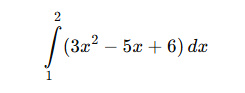 ∫₁² (3x² − 5x + 6) dx